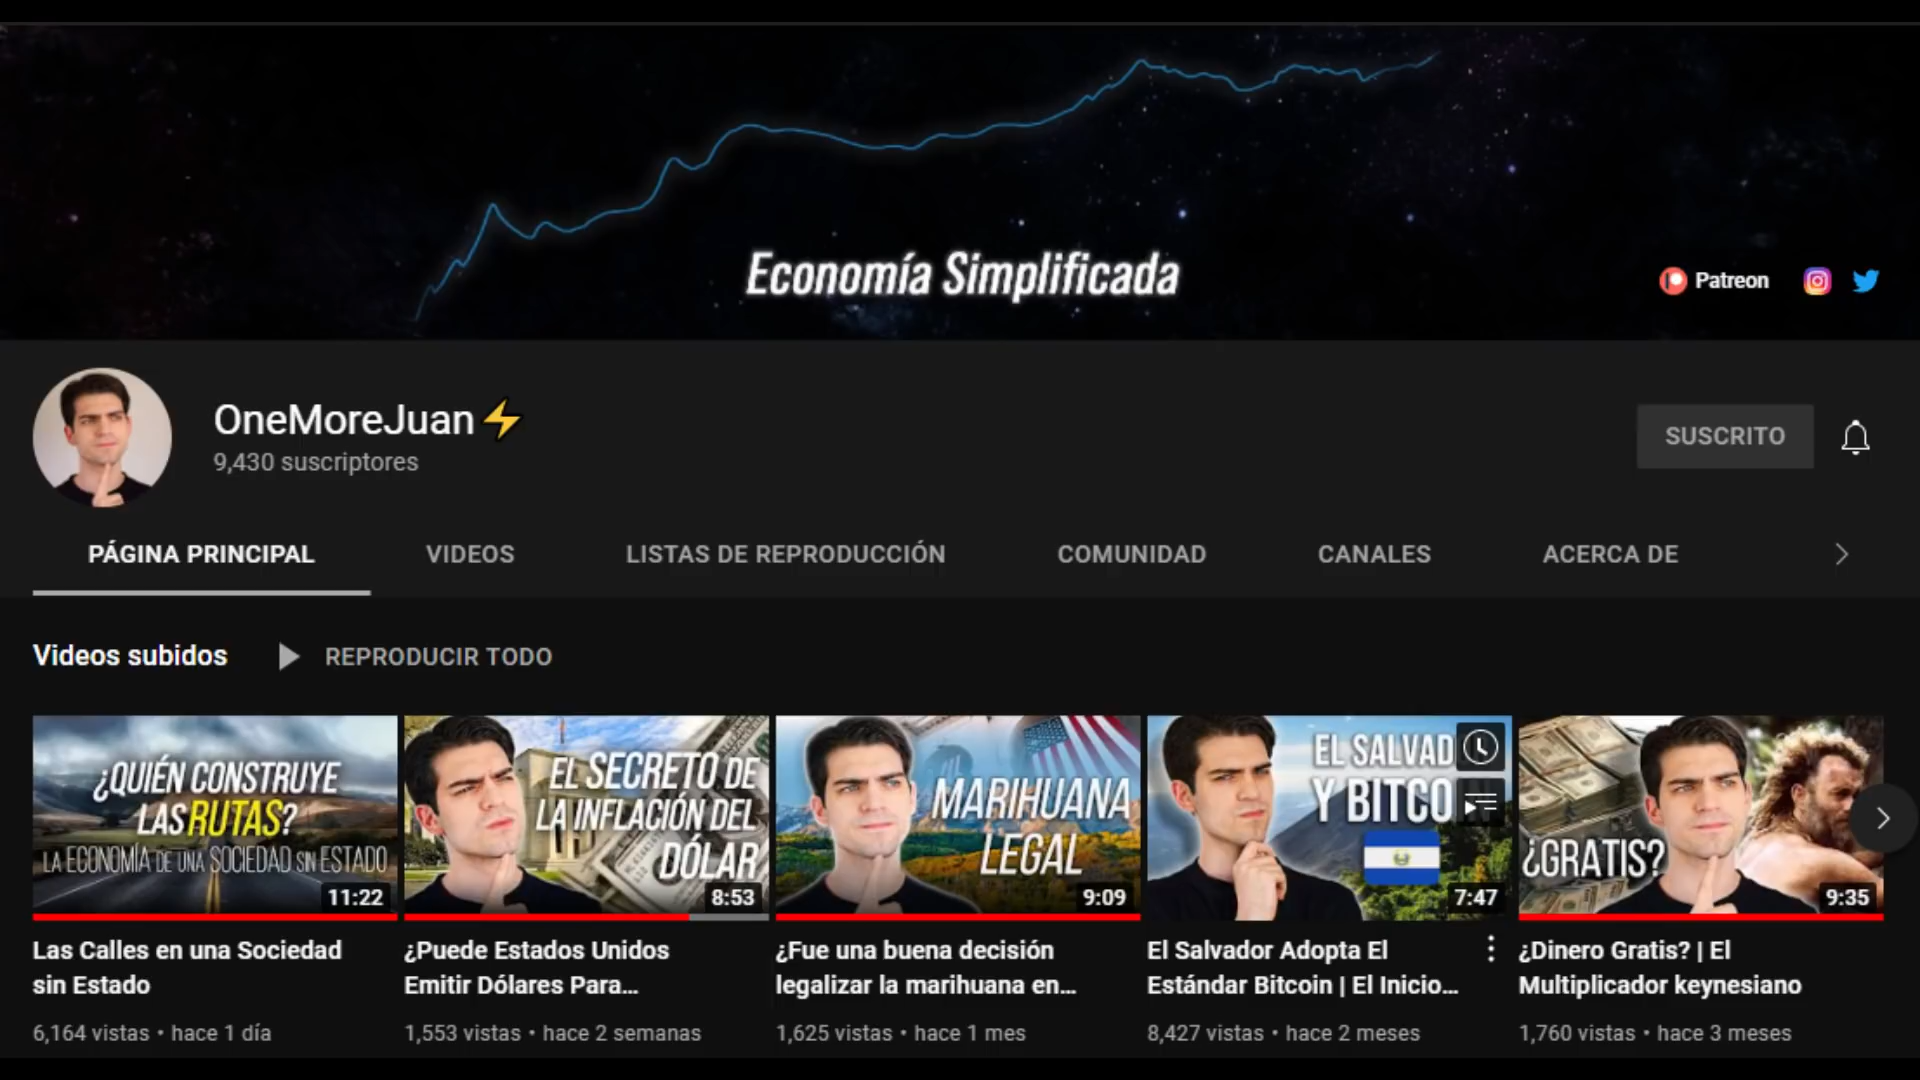 Economía Simplificada
Patreon
OneMoreJuan
9,430 suscriptores
SUSCRITO
PÁGINA PRINCIPAL
VIDEOS
LISTAS DE REPRODUCCIÓN
COMUNIDAD
CANALES
ACERCA DE
Videos subidos
REPRODUCIR TODO
¿QUIÉN CONSTRUYE
LAS RUTAS?
LA ECONOMÍA DE UNA SOCIEDAD SIN ESTADO
11:22
Las Calles en una Sociedad
sin Estado
6,164 vistas • hace 1 día
EL SECRETO DE
LA INFLACIÓN DEL
DÓLAR
8:53
¿Puede Estados Unidos
Emitir Dólares Para...
1,553 vistas • hace 2 semanas
MARIHUANA
LEGAL
9:09
¿Fue una buena decisión
legalizar la marihuana en...
1,625 vistas • hace 1 mes
EL SALVAD
Y BITCO
7:47
El Salvador Adopta El
Estándar Bitcoin | El Inicio...
8,427 vistas • hace 2 meses
¿GRATIS?
9:35
¿Dinero Gratis? | El
Multiplicador keynesiano
1,760 vistas • hace 3 meses